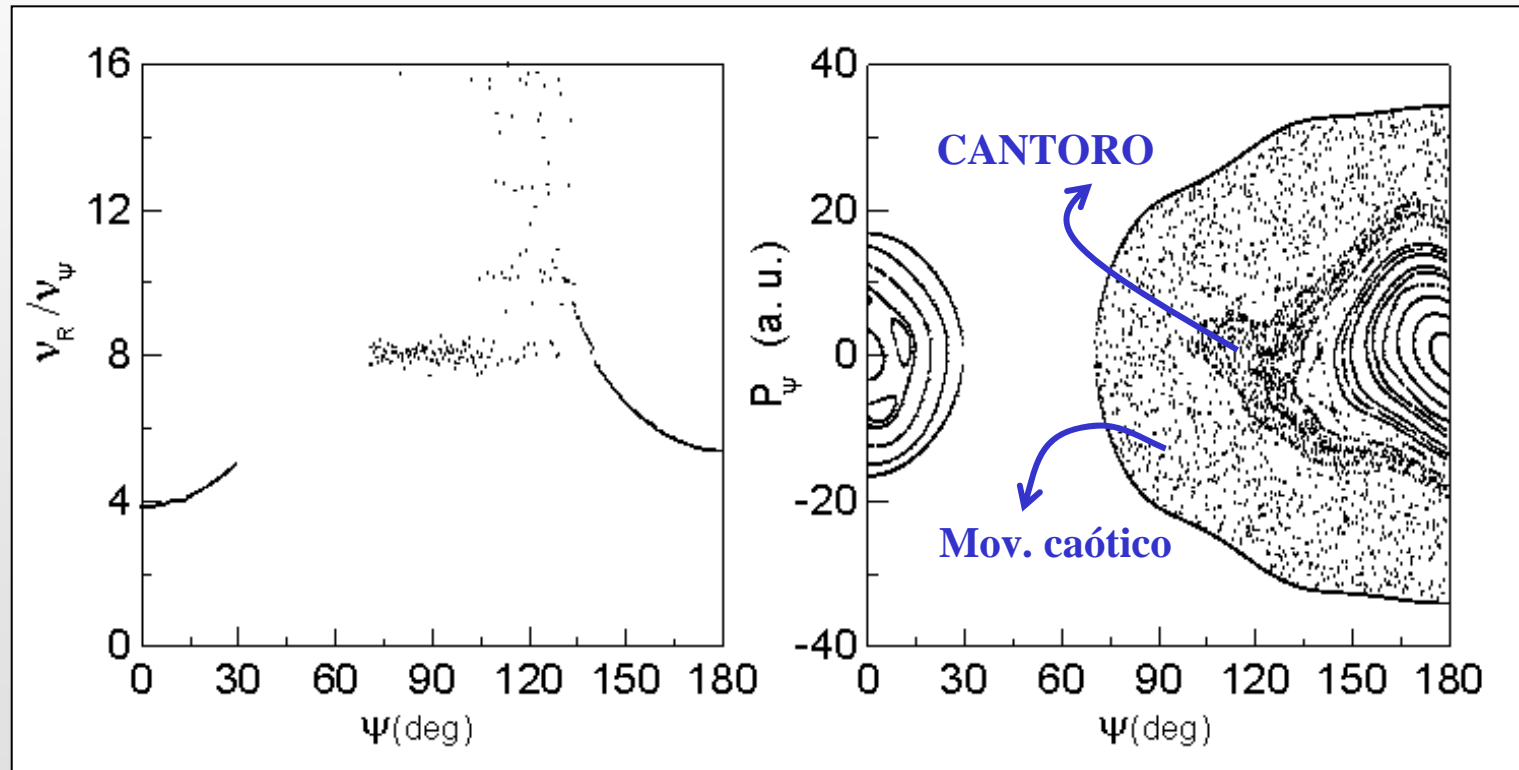 16
12
8
4
0
ν_R / ν_ψ
0 30 60 90 120 150 180
Ψ(deg)
40
20
0
-20
-40
P_ψ (a. u.)
CANTORO
Mov. caótico
0 30 60 90 120 150 180
Ψ(deg)